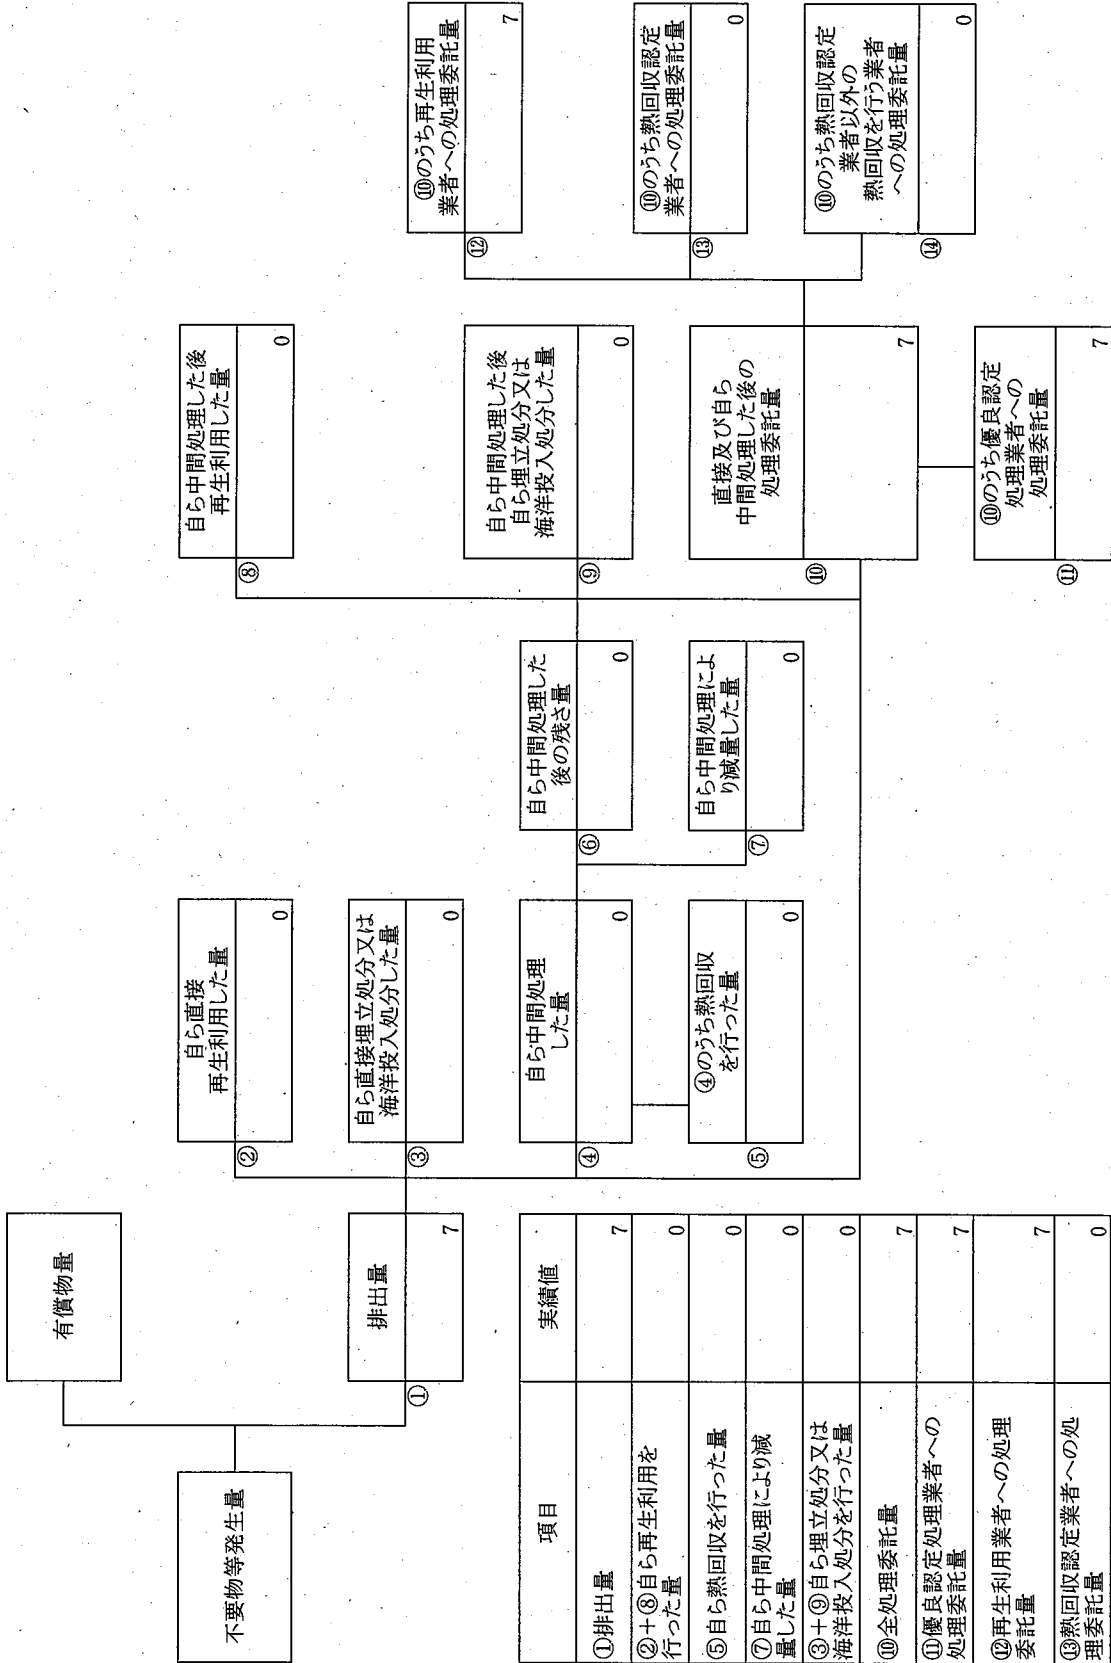 不要物等発生量
有償物量
排出量
①
7
自ら直接
再生利用した量
②
0
自ら直接埋立処分又は
海洋投入処分した量
③
0
自ら中間処理
した量
④
0
④のうち熱回収
を行った量
⑤
0
自ら中間処理した
後の残さ量
⑥
0
自ら中間処理によ
り減量した量
⑦
0
自ら中間処理した後
再生利用した量
⑧
0
自ら中間処理した後
自ら埋立処分又は
海洋投入処分した量
⑨
0
直接及び自ら
中間処理した後の
処理委託量
⑩
7
⑩のうち優良認定
処理業者への
処理委託量
⑪
7
⑩のうち再生利用
業者への処理委託量
⑫
7
⑩のうち熱回収認定
業者への処理委託量
⑬
0
⑩のうち熱回収認定
業者以外の
熱回収を行う業者
への処理委託量
⑭
0
項目 実績値
①排出量 7
②+⑧自ら再生利用を
行った量 0
⑤自ら熱回収を行った量 0
⑦自ら中間処理により減
量した量 0
③+⑨自ら埋立処分又は
海洋投入処分を行った量 0
⑩全処理委託量 7
⑪優良認定処理業者への
処理委託量 7
⑫再生利用業者への処理
委託量 7
⑬熱回収認定業者への処
理委託量 0